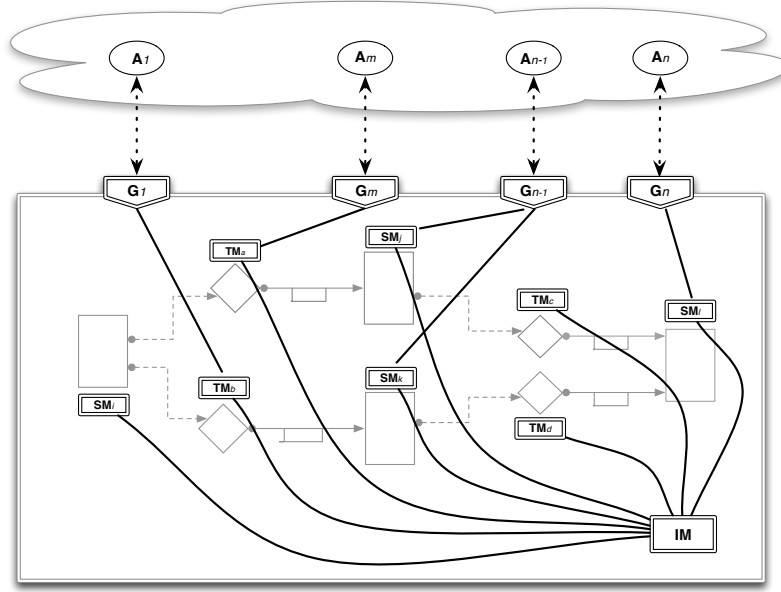 A1 Am An-1 An
G1 Gm Gn-1 Gn
TMa SMj
TMc SMl
TMb SMk
SMi TMd
IM